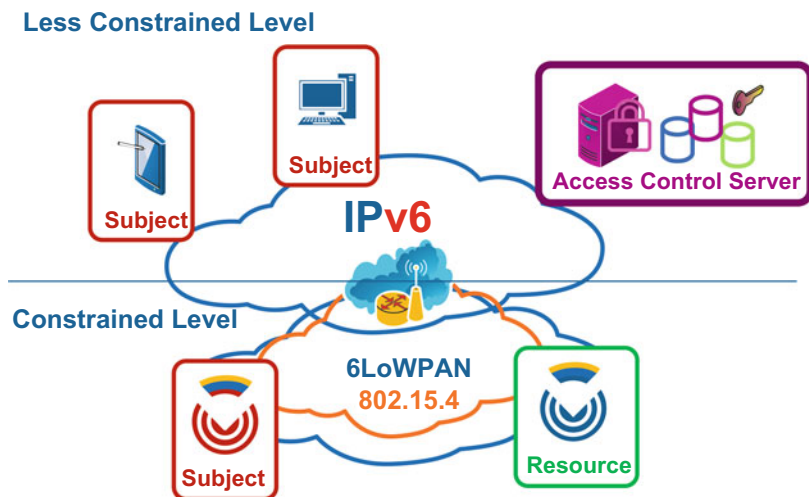 Less Constrained Level
Subject
Subject
Access Control Server
IPv6
Constrained Level
6LoWPAN
802.15.4
Subject
Resource